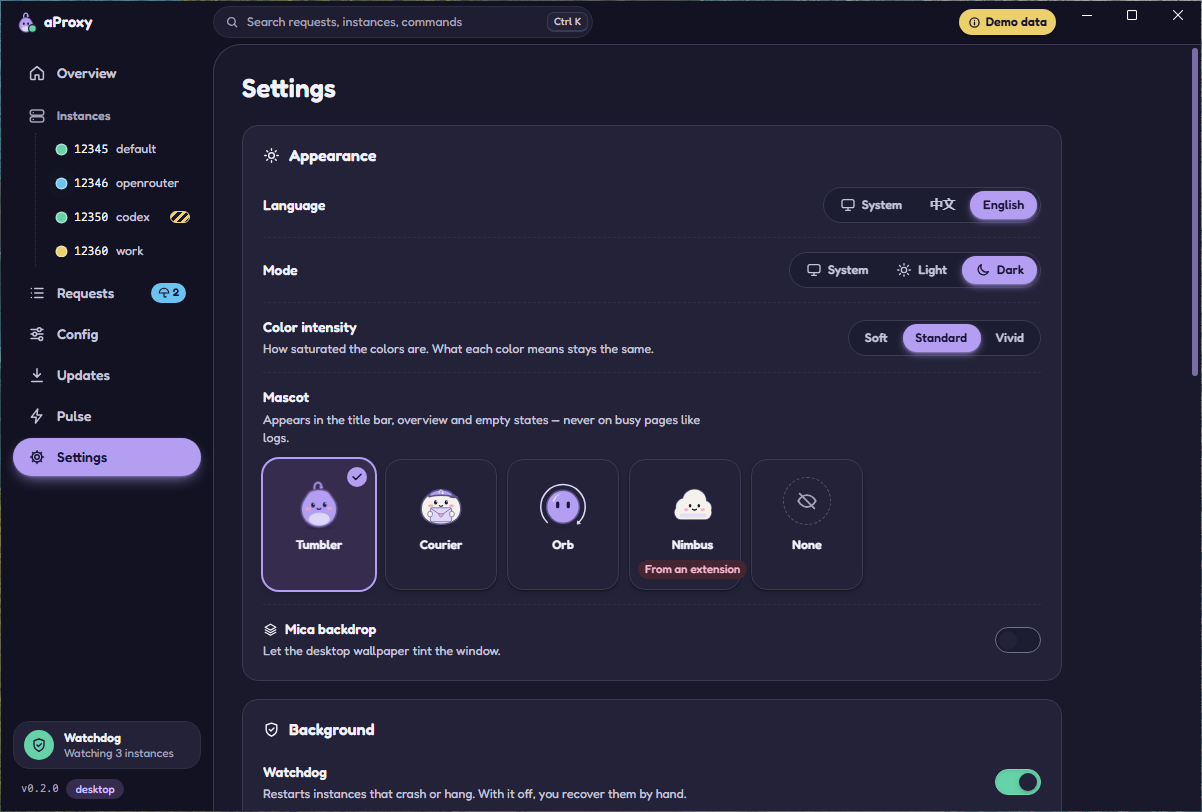 aProxy
Search requests, instances, commands
Ctrl K
Demo data
Overview
Instances
12345 default
12346 openrouter
12350 codex
12360 work
Requests
2
Config
Updates
Pulse
Settings
Watchdog
Watching 3 instances
v0.2.0 desktop
Settings
Appearance
Language
System 中文 English
Mode
System Light Dark
Color intensity
How saturated the colors are. What each color means stays the same.
Soft Standard Vivid
Mascot
Appears in the title bar, overview and empty states — never on busy pages like
logs.
Tumbler
Courier
Orb
Nimbus
From an extension
None
Mica backdrop
Let the desktop wallpaper tint the window.
Background
Watchdog
Restarts instances that crash or hang. With it off, you recover them by hand.